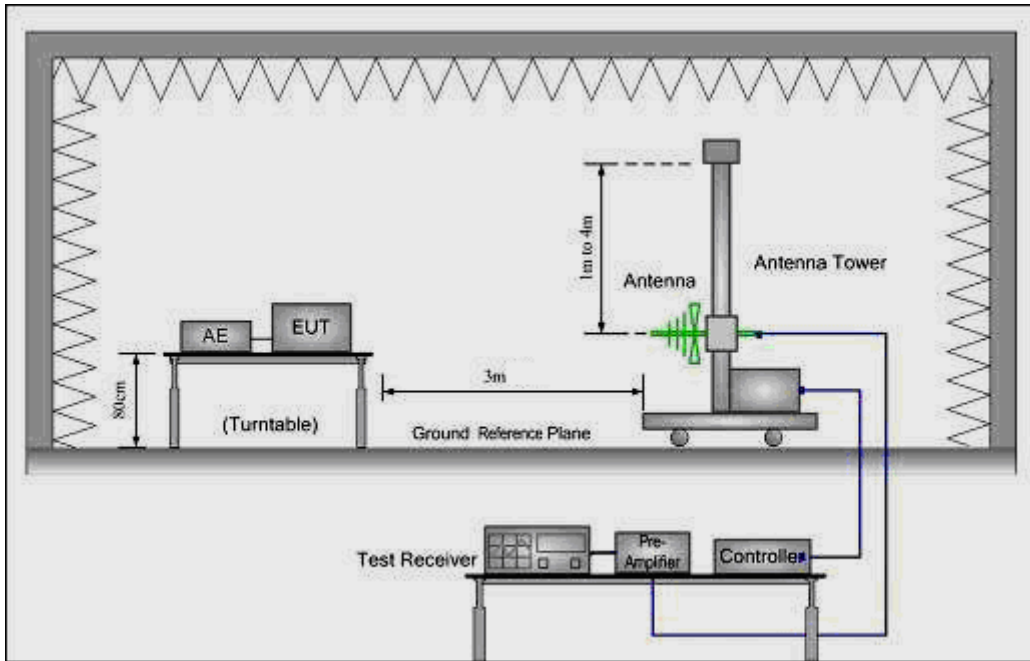 1m to 4m
Antenna
Antenna Tower
AE
EUT
80cm
(Turntable)
3m
Ground Reference Plane
Test Receiver
Pre-
Amplifier
Controller